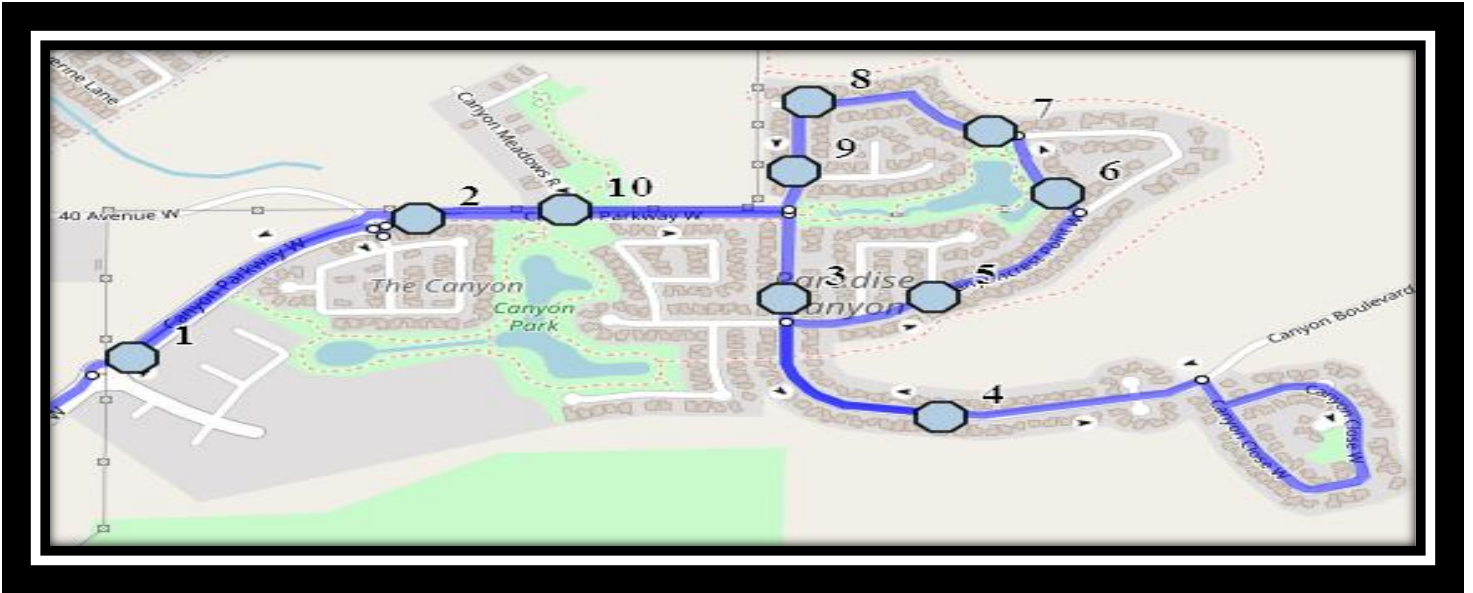 erine Lane
Canyon Meadows R
8
7
9
6
10
2
40 Avenue W
Parkway W
Canyon Parkway W
The Canyon
Canyon
Park
3
Paradise
Canyon
5
1
4
Canyon Boulevard
Canyon Close W
Canyon Close W
W